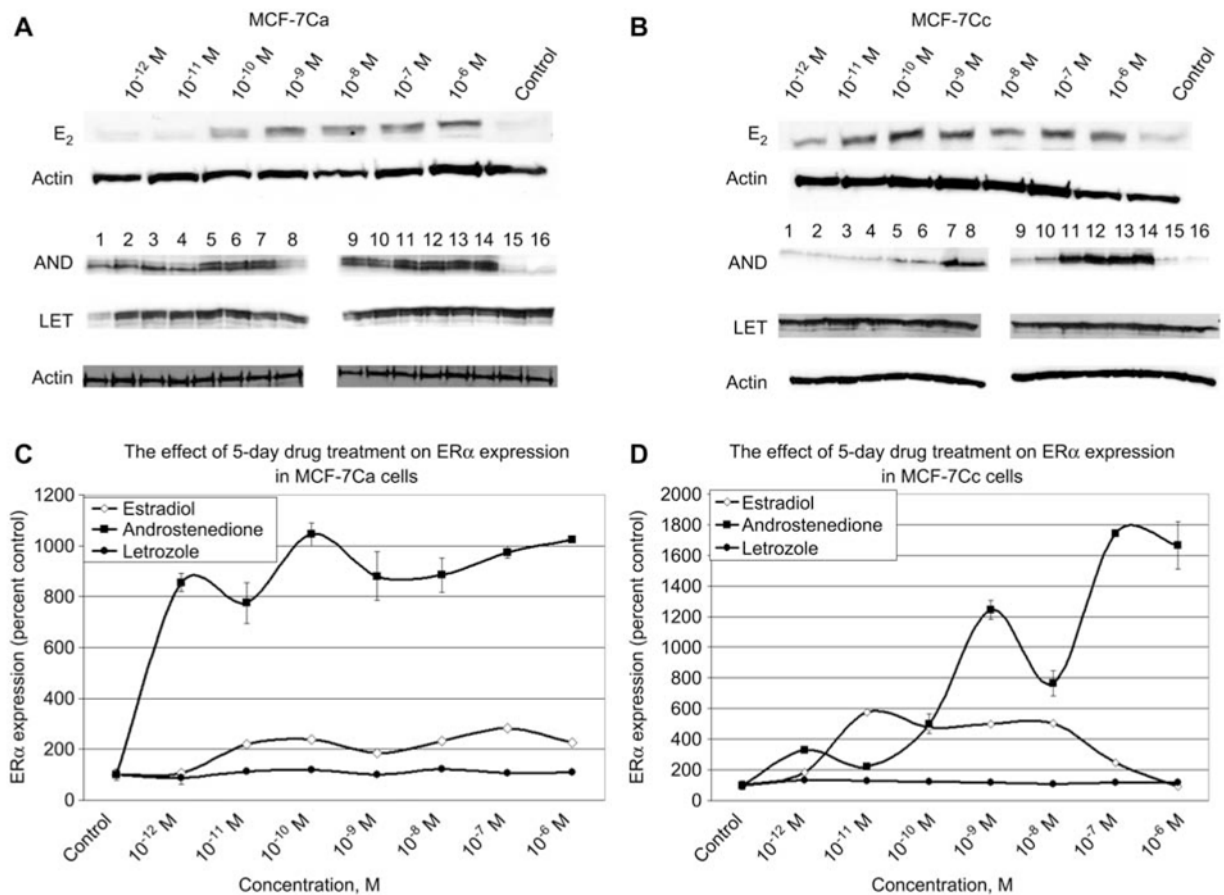 A
MCF-7Ca
10⁻¹² M
10⁻¹¹ M
10⁻¹⁰ M
10⁻⁹ M
10⁻⁸ M
10⁻⁷ M
10⁻⁶ M
Control
E₂
Actin
1 2 3 4 5 6 7 8 9 10 11 12 13 14 15 16
AND
LET
Actin
B
MCF-7Cc
10⁻¹² M
10⁻¹¹ M
10⁻¹⁰ M
10⁻⁹ M
10⁻⁸ M
10⁻⁷ M
10⁻⁶ M
Control
E₂
Actin
1 2 3 4 5 6 7 8 9 10 11 12 13 14 15 16
AND
LET
Actin
C
The effect of 5-day drug treatment on ERα expression
in MCF-7Ca cells
ERα expression (percent control)
1200
1000
800
600
400
200
0
Estradiol
Androstenedione
Letrozole
Control
10⁻¹² M
10⁻¹¹ M
10⁻¹⁰ M
10⁻⁹ M
10⁻⁸ M
10⁻⁷ M
10⁻⁶ M
Concentration, M
D
The effect of 5-day drug treatment on ERα expression
in MCF-7Cc cells
ERα expression (percent control)
2000
1800
1600
1400
1200
1000
800
600
400
200
0
Estradiol
Androstenedione
Letrozole
Control
10⁻¹² M
10⁻¹¹ M
10⁻¹⁰ M
10⁻⁹ M
10⁻⁸ M
10⁻⁷ M
10⁻⁶ M
Concentration, M